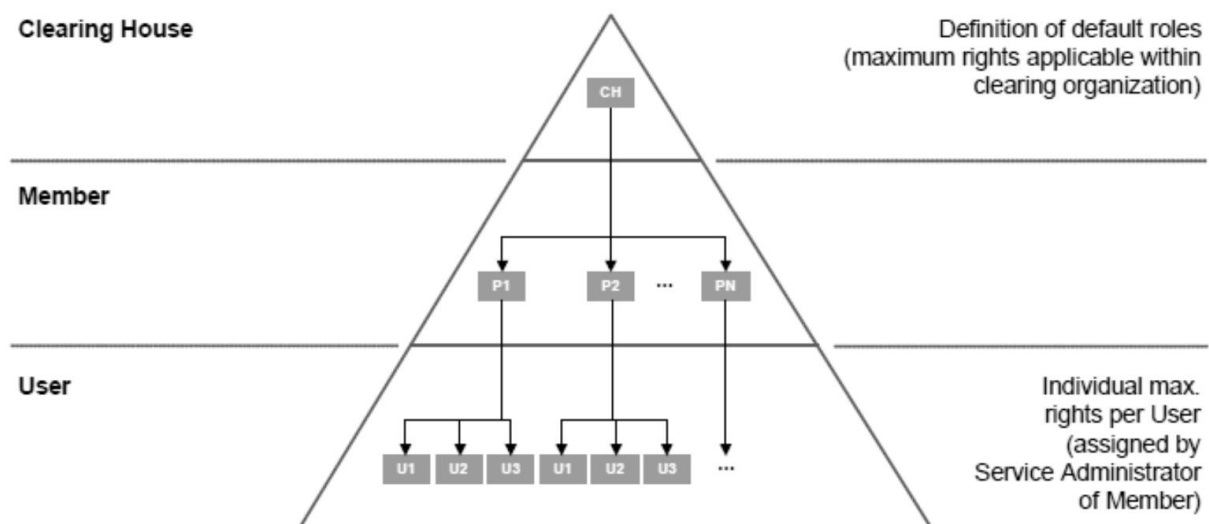 Clearing House
Definition of default roles
(maximum rights applicable within
clearing organization)
CH
Member
P1 P2 ... PN
User
Individual max.
rights per User
(assigned by
Service Administrator
of Member)
U1 U2 U3 U1 U2 U3 ...